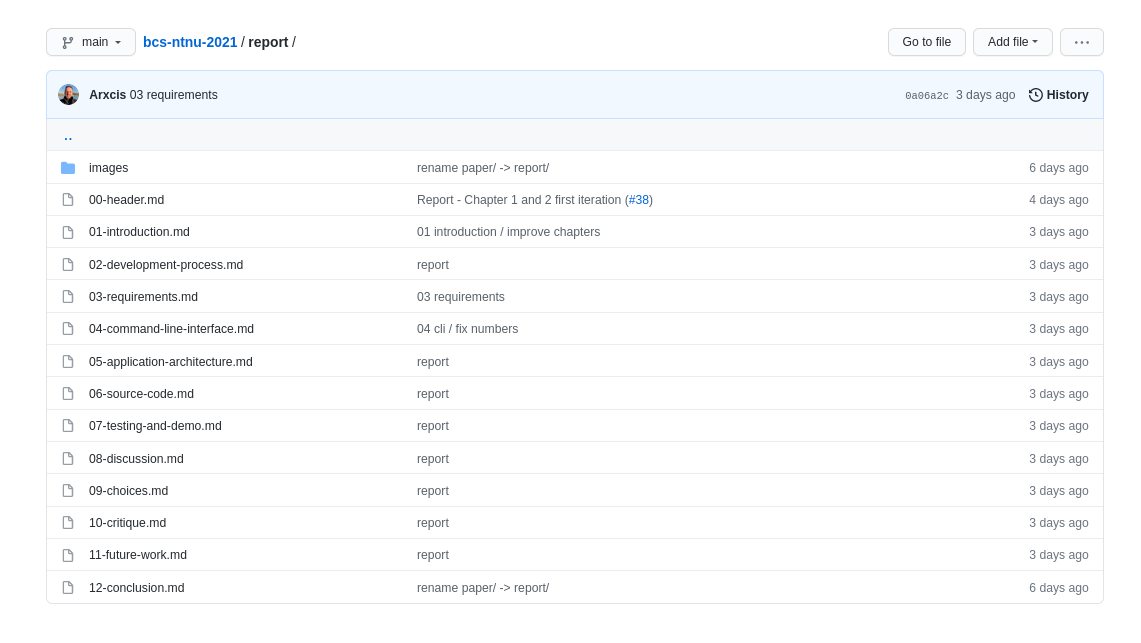 main bcs-ntnu-2021 / report / Go to file Add file ...
Arxcis 03 requirements 0a06a2c 3 days ago History
..
images rename paper/ -> report/ 6 days ago
00-header.md Report - Chapter 1 and 2 first iteration (#38) 4 days ago
01-introduction.md 01 introduction / improve chapters 3 days ago
02-development-process.md report 3 days ago
03-requirements.md 03 requirements 3 days ago
04-command-line-interface.md 04 cli / fix numbers 3 days ago
05-application-architecture.md report 3 days ago
06-source-code.md report 3 days ago
07-testing-and-demo.md report 3 days ago
08-discussion.md report 3 days ago
09-choices.md report 3 days ago
10-critique.md report 3 days ago
11-future-work.md report 3 days ago
12-conclusion.md rename paper/ -> report/ 6 days ago